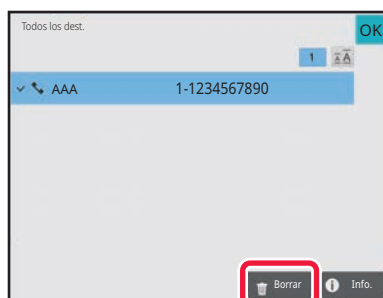 Todos los dest.
OK
1
AAA 1-1234567890
Borrar
Info.